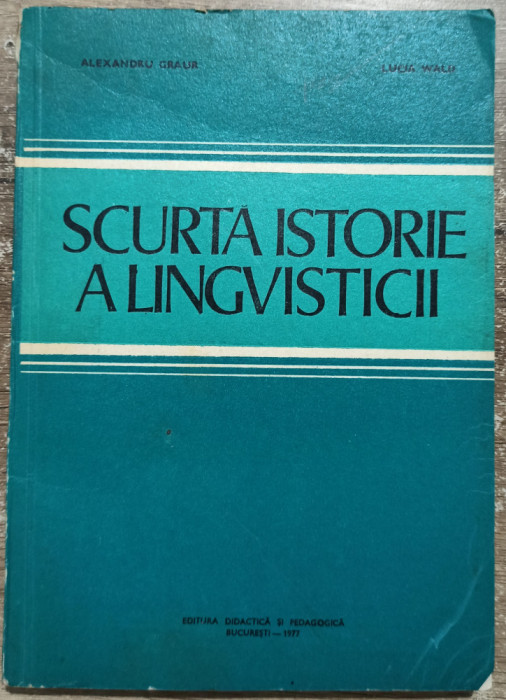 ALEXANDRU GRAUR LUCIA WALD
SCURTĂ ISTORIE
A LINGVISTICII
EDITURA DIDACTICĂ ȘI PEDAGOGICĂ
BUCUREȘTI — 1977